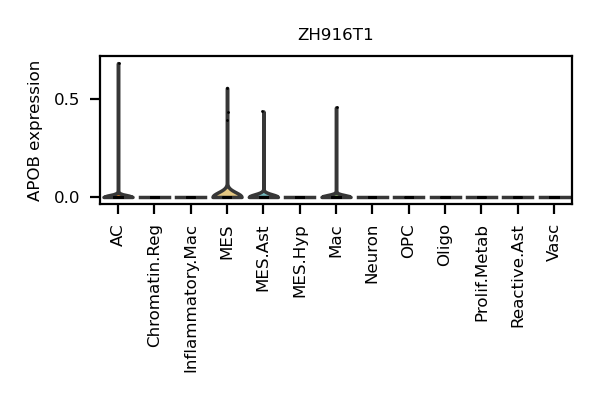 ZH916T1
APOB expression
0.5
0.0
AC
Chromatin.Reg
Inflammatory.Mac
MES
MES.Ast
MES.Hyp
Mac
Neuron
OPC
Oligo
Prolif.Metab
Reactive.Ast
Vasc